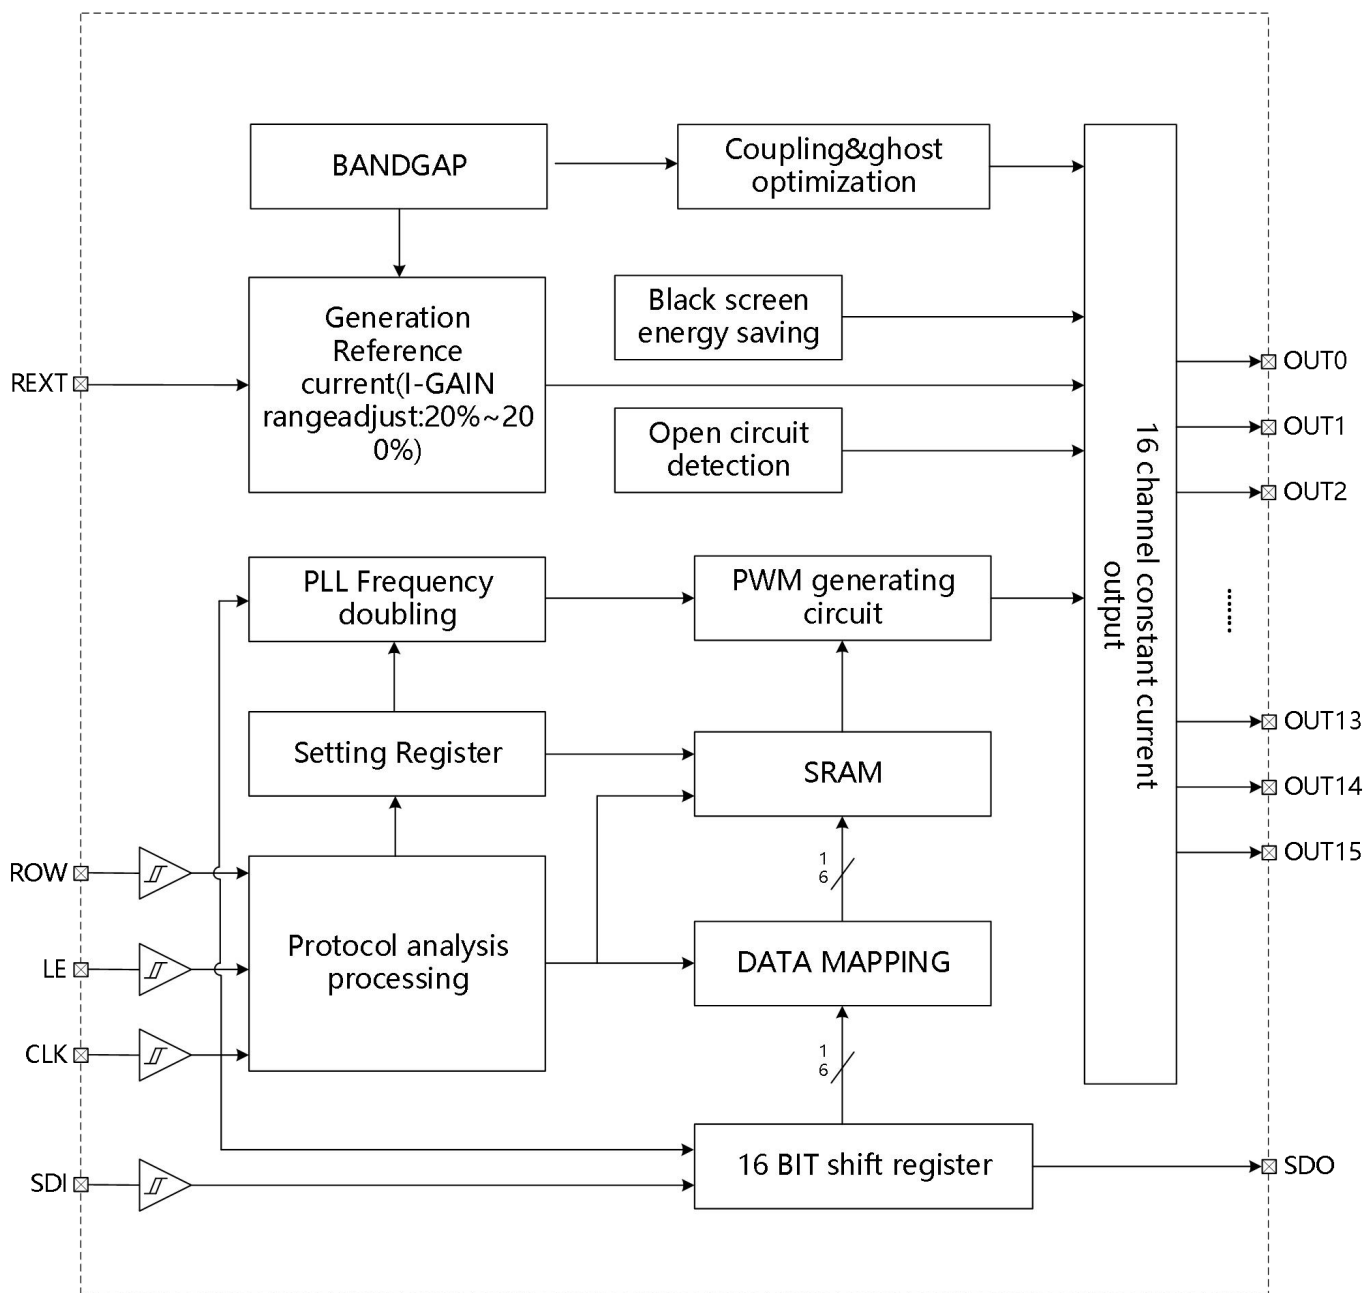 BANDGAP
Coupling&ghost
optimization
Generation
Reference
current(I-GAIN
rangeadjust:20%~20
0%)
Black screen
energy saving
Open circuit
detection
REXT
16 channel constant current
output
OUT0
OUT1
OUT2
........
OUT13
OUT14
OUT15
PLL Frequency
doubling
PWM generating
circuit
Setting Register
SRAM
ROW
LE
CLK
SDI
Protocol analysis
processing
1
6
DATA MAPPING
1
6
16 BIT shift register
SDO